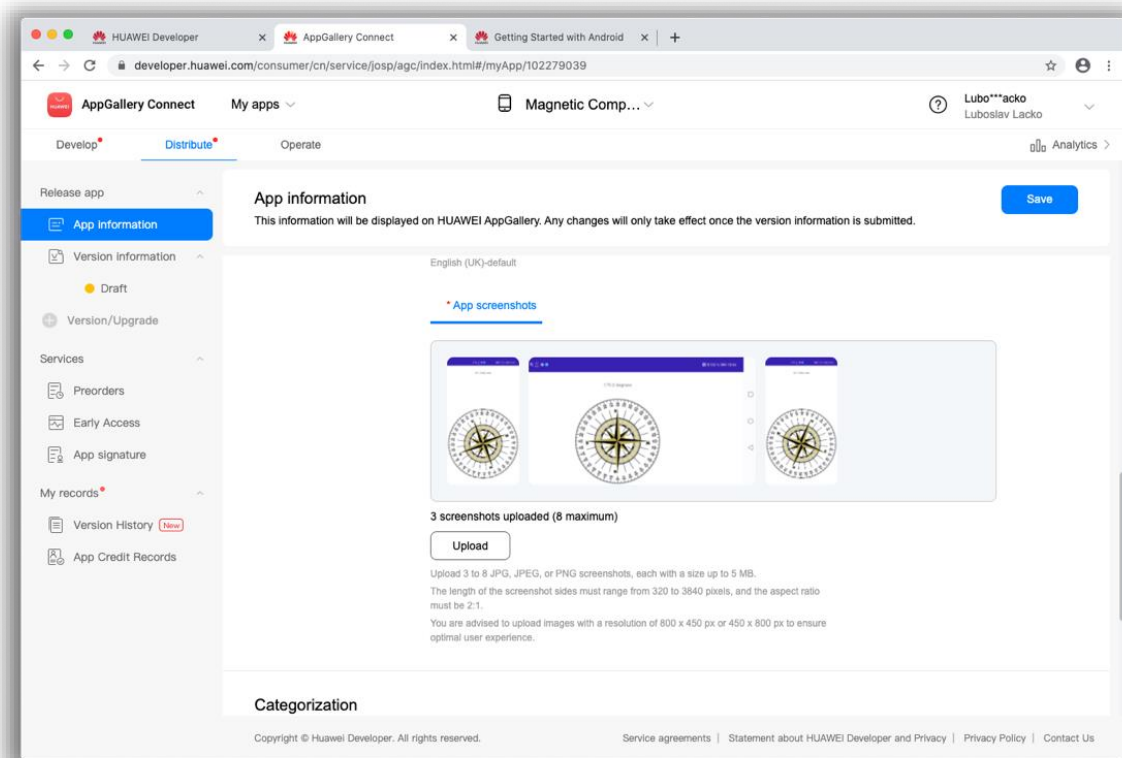 HUAWEI Developer
AppGallery Connect
Getting Started with Android
developer.huawei.com/consumer/cn/service/josp/agc/index.html#/myApp/102279039
HUAWEI
AppGallery Connect
My apps
Magnetic Comp...
Lubo***acko
Luboslav Lacko
Develop
Distribute
Operate
Analytics
Release app
App information
Version information
Draft
Version/Upgrade
Services
Preorders
Early Access
App signature
My records
Version History New
App Credit Records
App information
This information will be displayed on HUAWEI AppGallery. Any changes will only take effect once the version information is submitted.
Save
English (UK)-default
* App screenshots
3 screenshots uploaded (8 maximum)
Upload
Upload 3 to 8 JPG, JPEG, or PNG screenshots, each with a size up to 5 MB.
The length of the screenshot sides must range from 320 to 3840 pixels, and the aspect ratio
must be 2:1.
You are advised to upload images with a resolution of 800 x 450 px or 450 x 800 px to ensure
optimal user experience.
Categorization
Copyright © Huawei Developer. All rights reserved.
Service agreements | Statement about HUAWEI Developer and Privacy | Privacy Policy | Contact Us